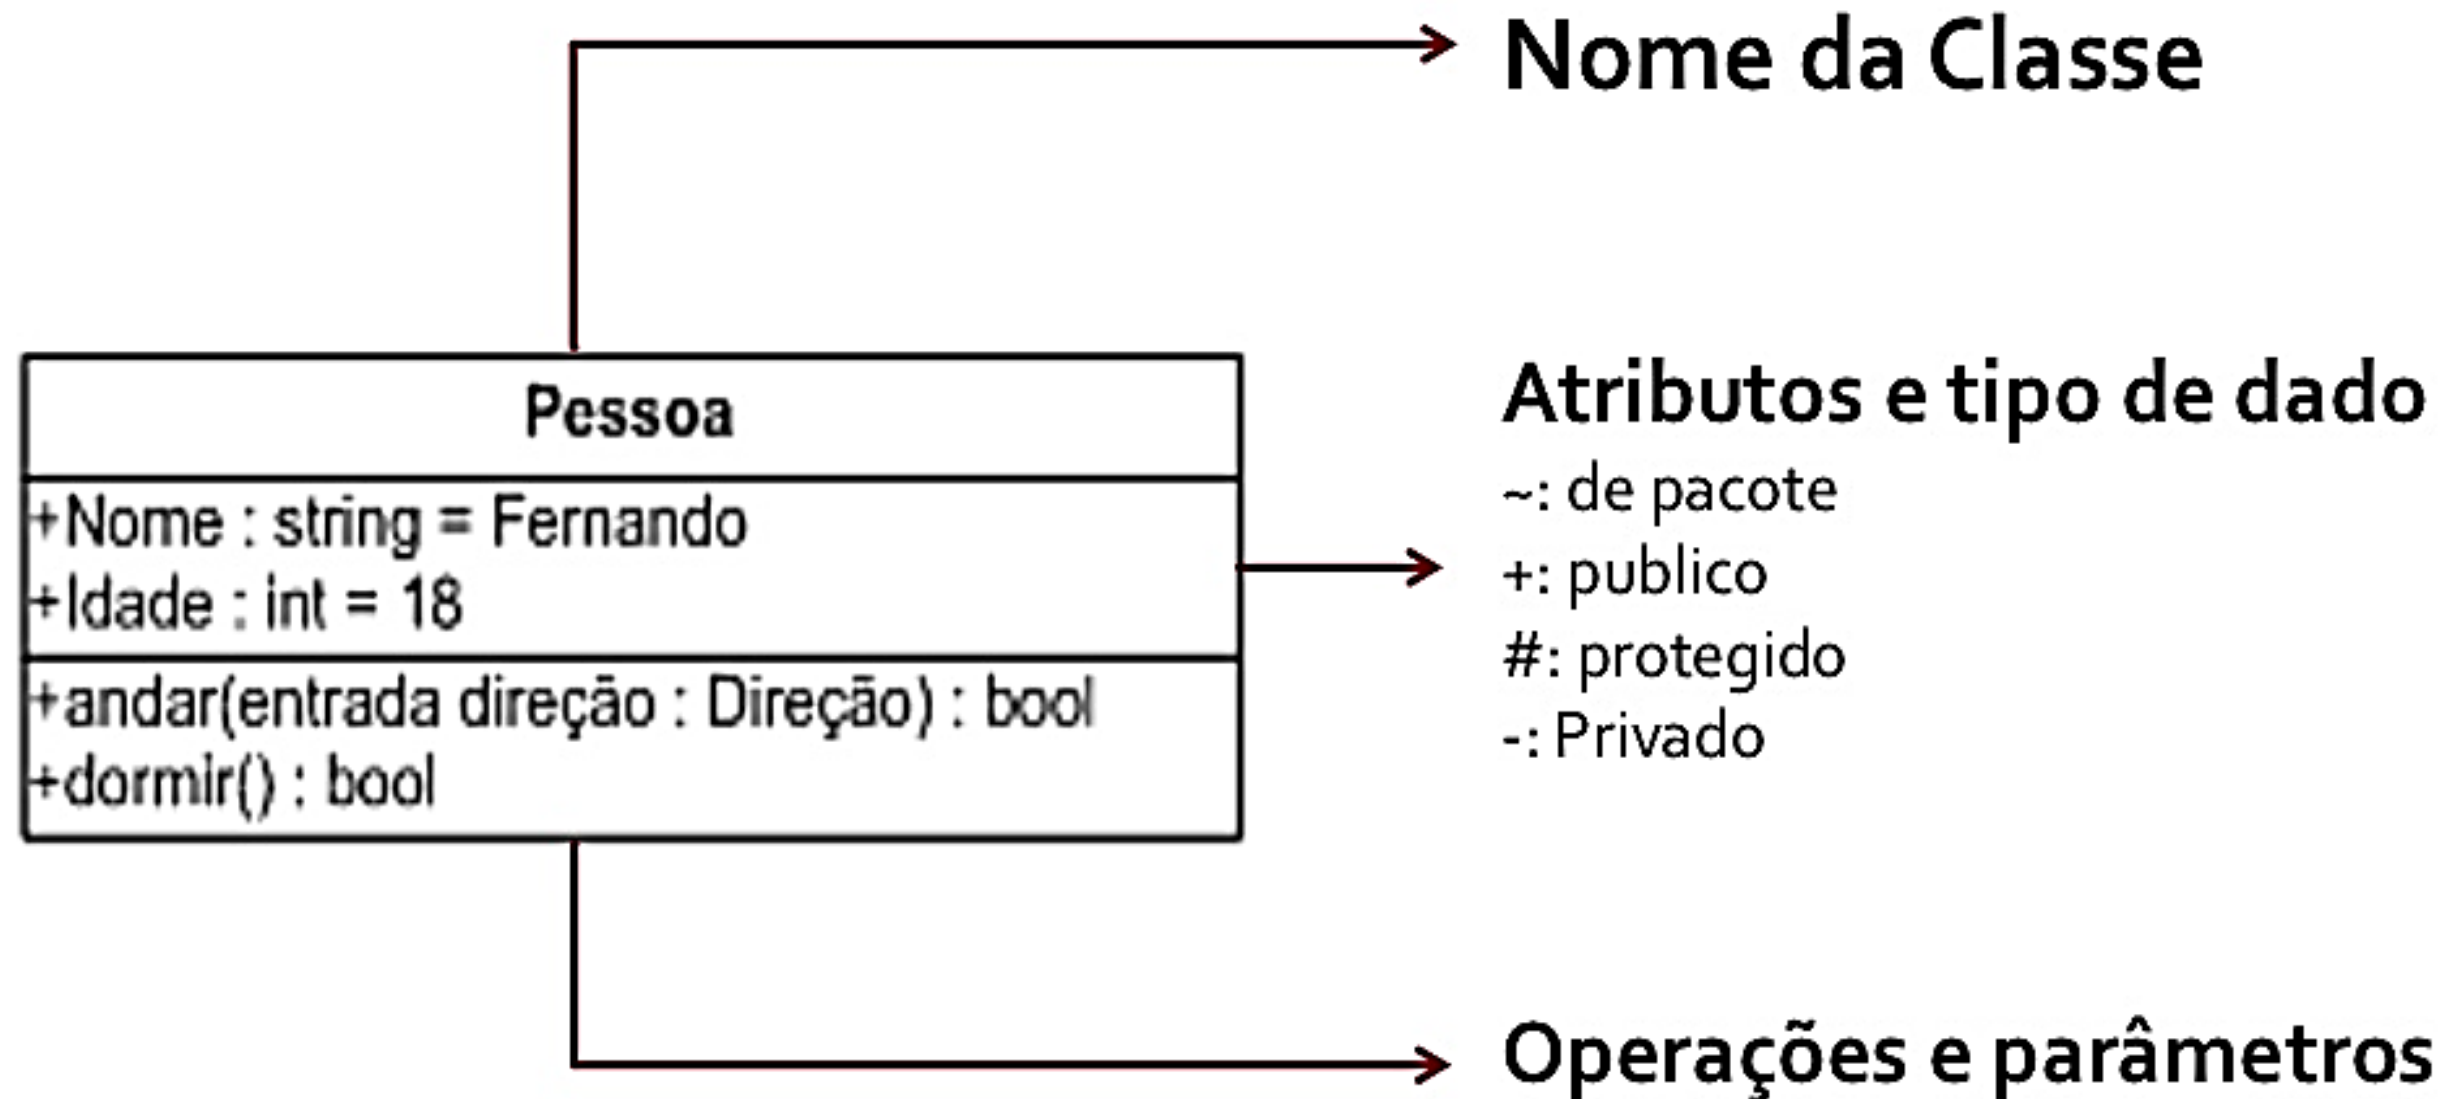 Nome da Classe
Pessoa
+Nome : string = Fernando
+Idade : int = 18
+andar(entrada direção : Direção) : bool
+dormir() : bool
Atributos e tipo de dado
~: de pacote
+: publico
#: protegido
-: Privado
Operações e parâmetros